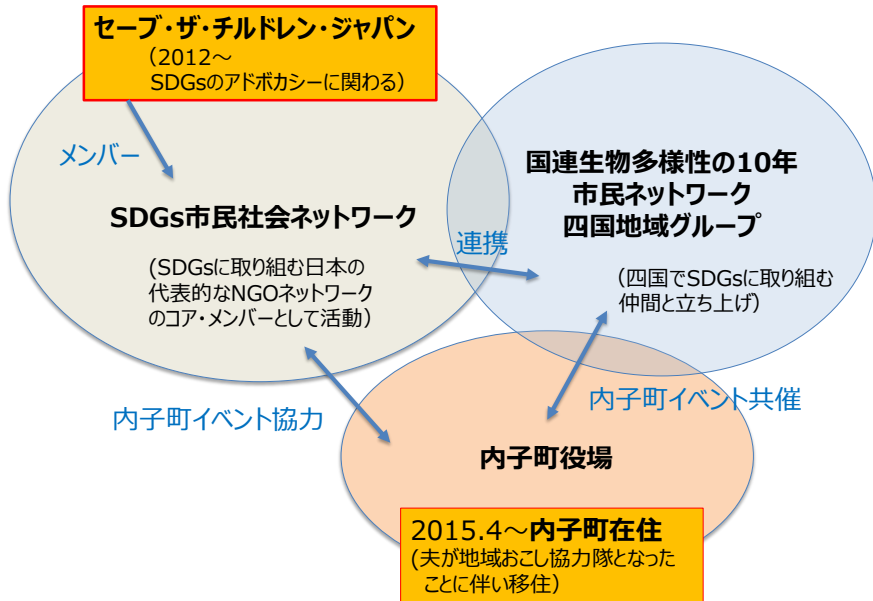 セーブ・ザ・チルドレン・ジャパン
（2012～
SDGsのアドボカシーに関わる）
メンバー
SDGs市民社会ネットワーク
(SDGsに取り組む日本の
代表的なNGOネットワーク
のコア・メンバーとして活動）
国連生物多様性の10年
市民ネットワーク
四国地域グループ
連携
（四国でSDGsに取り組む
仲間と立ち上げ）
内子町イベント協力
内子町イベント共催
内子町役場
2015.4～内子町在住
(夫が地域おこし協力隊となった
ことに伴い移住）